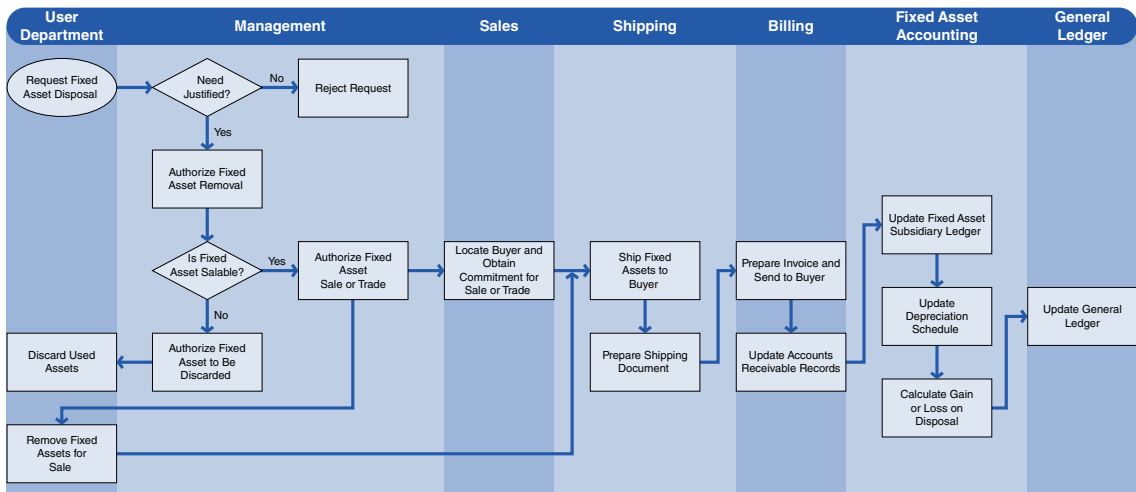 User
Department
Management
Sales
Shipping
Billing
Fixed Asset
Accounting
General
Ledger
Request Fixed
Asset Disposal
Need
Justified?
No
Reject Request
Yes
Authorize Fixed
Asset Removal
Is Fixed
Asset Salable?
Yes
Authorize Fixed
Asset
Sale or Trade
Locate Buyer and
Obtain
Commitment for
Sale or Trade
Ship Fixed
Assets to
Buyer
Prepare Invoice and
Send to Buyer
Update Fixed Asset
Subsidiary Ledger
Update
Depreciation
Schedule
Update General
Ledger
No
Discard Used
Assets
Authorize Fixed
Asset to Be
Discarded
Prepare Shipping
Document
Update Accounts
Receivable Records
Calculate Gain
or Loss on
Disposal
Remove Fixed
Assets for
Sale